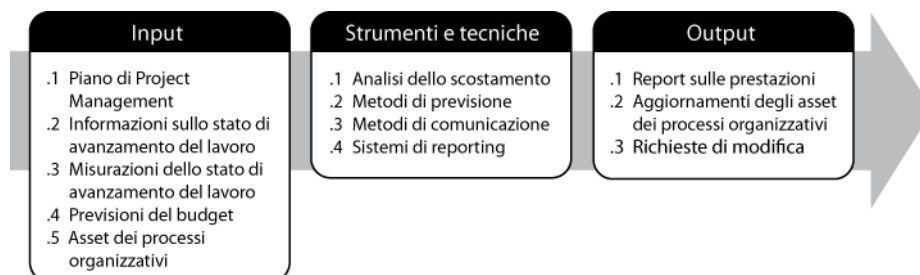 Input
.1 Piano di Project
Management
.2 Informazioni sullo stato di
avanzamento del lavoro
.3 Misurazioni dello stato di
avanzamento del lavoro
.4 Previsioni del budget
.5 Asset dei processi
organizzativi
Strumenti e tecniche
.1 Analisi dello scostamento
.2 Metodi di previsione
.3 Metodi di comunicazione
.4 Sistemi di reporting
Output
.1 Report sulle prestazioni
.2 Aggiornamenti degli asset
dei processi organizzativi
.3 Richieste di modifica